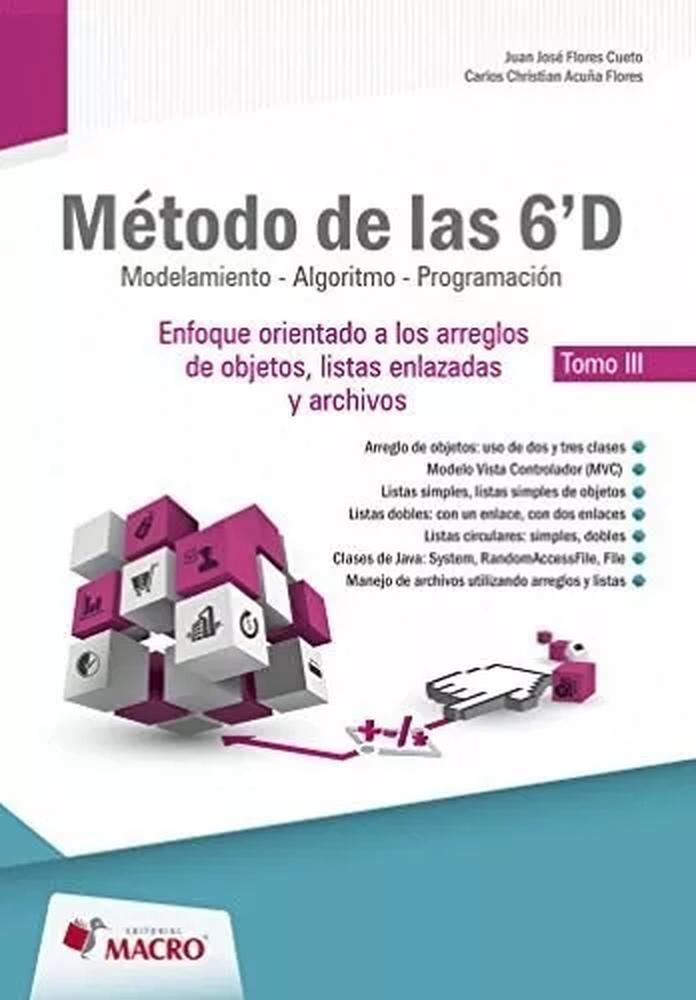 Juan José Flores Cueto
Carlos Christian Acuña Flores
Método de las 6’D
Modelamiento - Algoritmo - Programación
Enfoque orientado a los arreglos
de objetos, listas enlazadas
y archivos
Tomo III
Arreglo de objetos: uso de dos y tres clases
Modelo Vista Controlador (MVC)
Listas simples, listas simples de objetos
Listas dobles: con un enlace, con dos enlaces
Listas circulares: simples, dobles
Clases de Java: System, RandomAccessFile, File
Manejo de archivos utilizando arreglos y listas
+-/*
EDITORIAL
MACRO